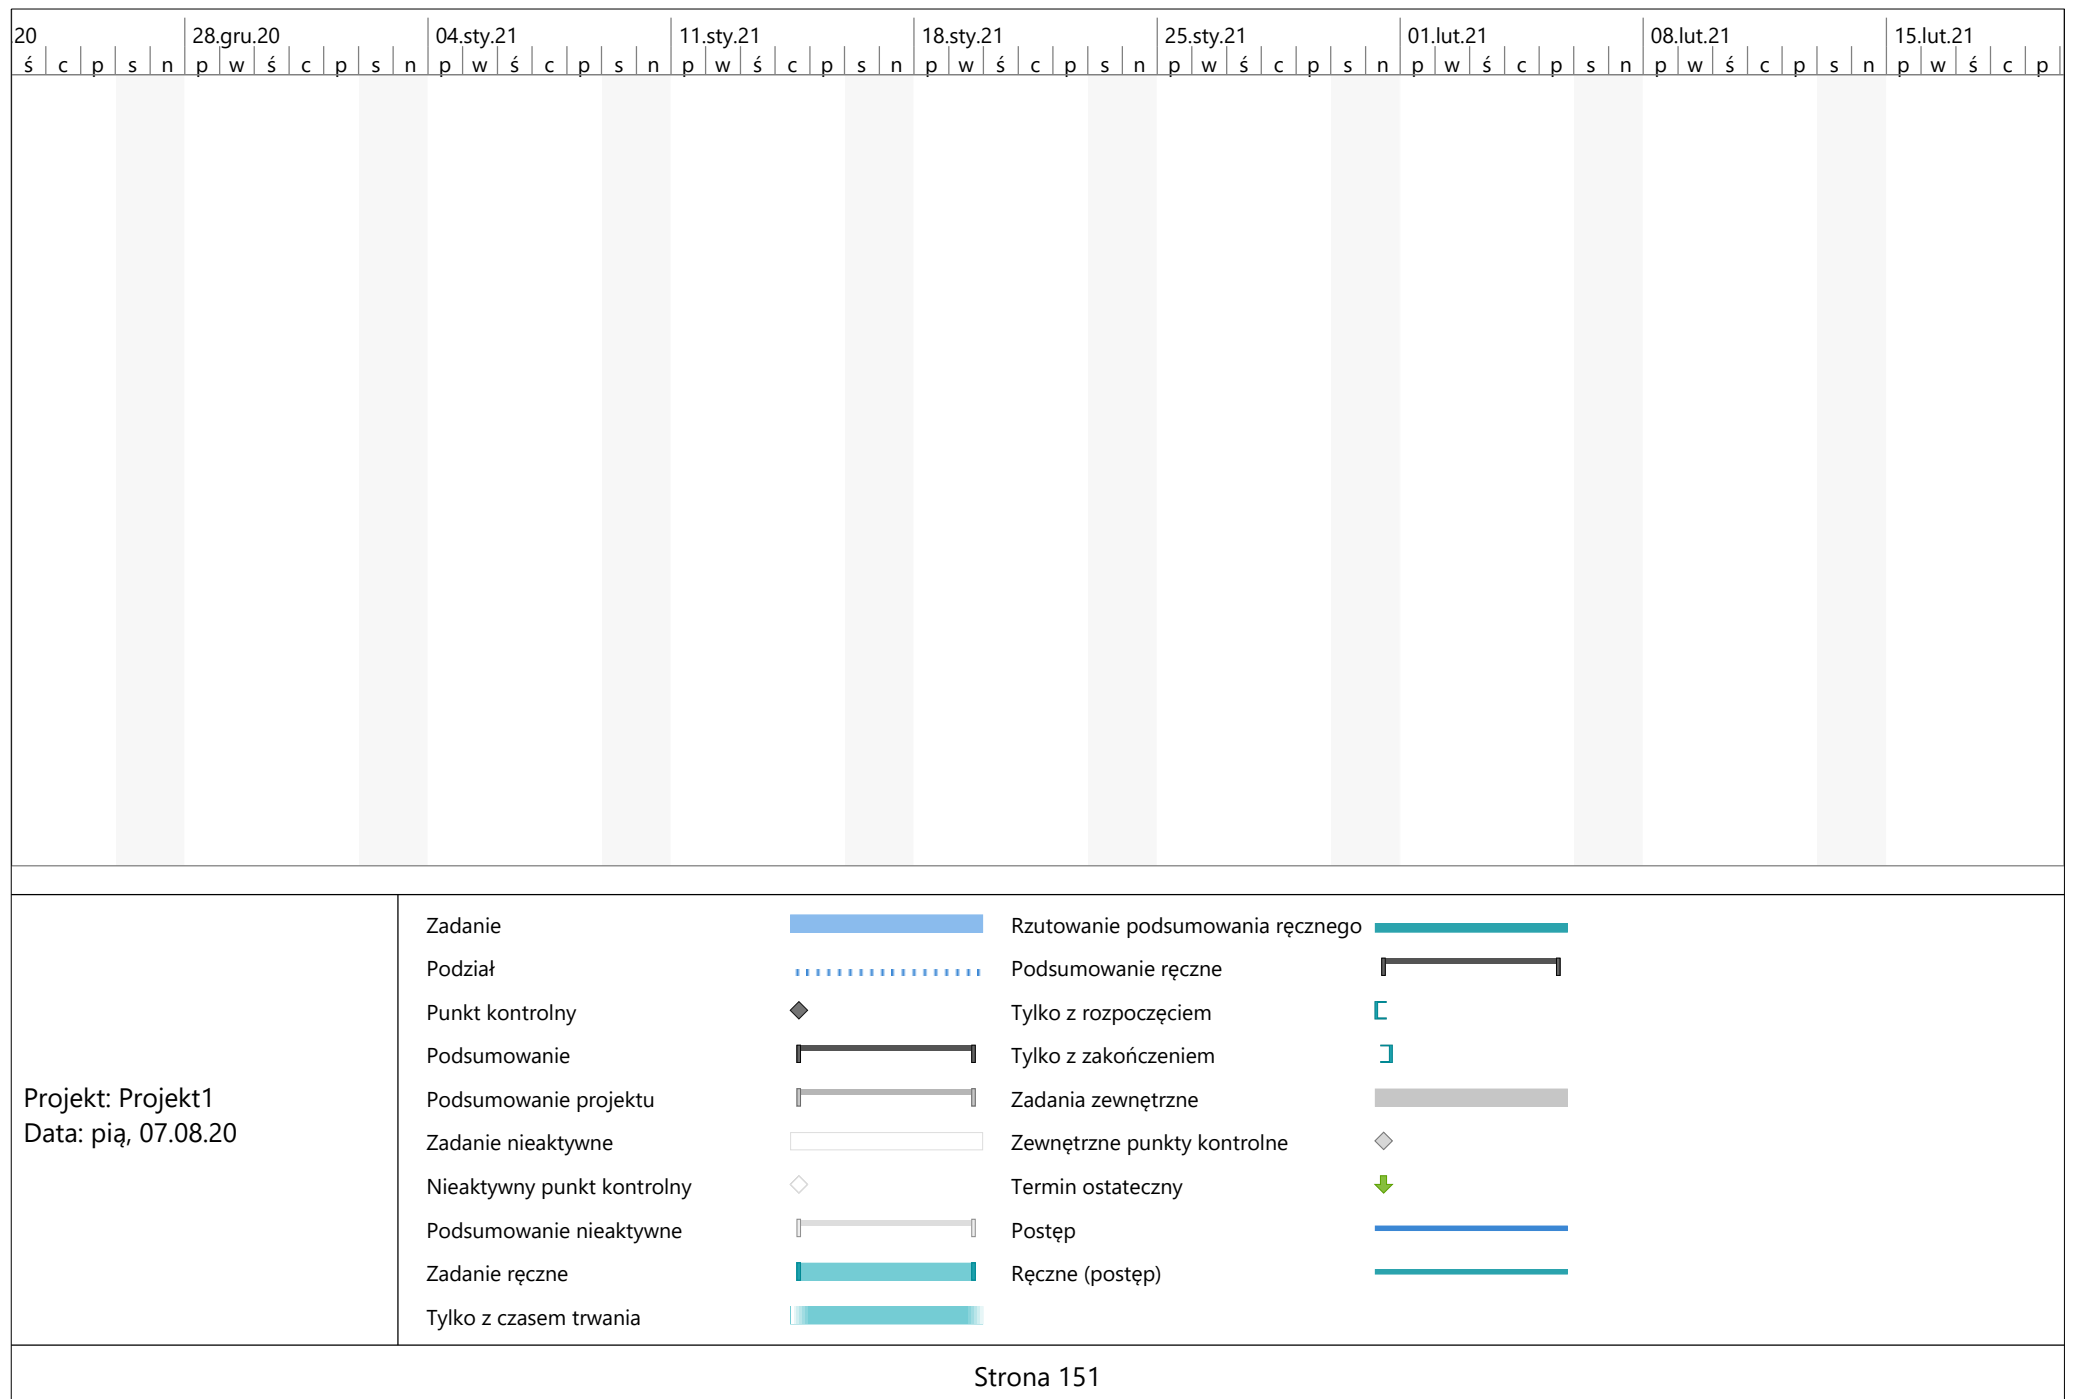 20 28.gru.20 04.sty.21 11.sty.21 18.sty.21 25.sty.21 01.lut.21 08.lut.21 15.lut.21
ś c p s n p w ś c p s n p w ś c p s n p w ś c p s n p w ś c p s n p w ś c p s n p w ś c p s n p w ś c p s n p w ś c p
Projekt: Projekt1
Data: pią, 07.08.20
Zadanie
Podział
Punkt kontrolny
Podsumowanie
Podsumowanie projektu
Zadanie nieaktywne
Nieaktywny punkt kontrolny
Podsumowanie nieaktywne
Zadanie ręczne
Tylko z czasem trwania
Rzutowanie podsumowania ręcznego
Podsumowanie ręczne
Tylko z rozpoczęciem
Tylko z zakończeniem
Zadania zewnętrzne
Zewnętrzne punkty kontrolne
Termin ostateczny
Postęp
Ręczne (postęp)
Strona 151